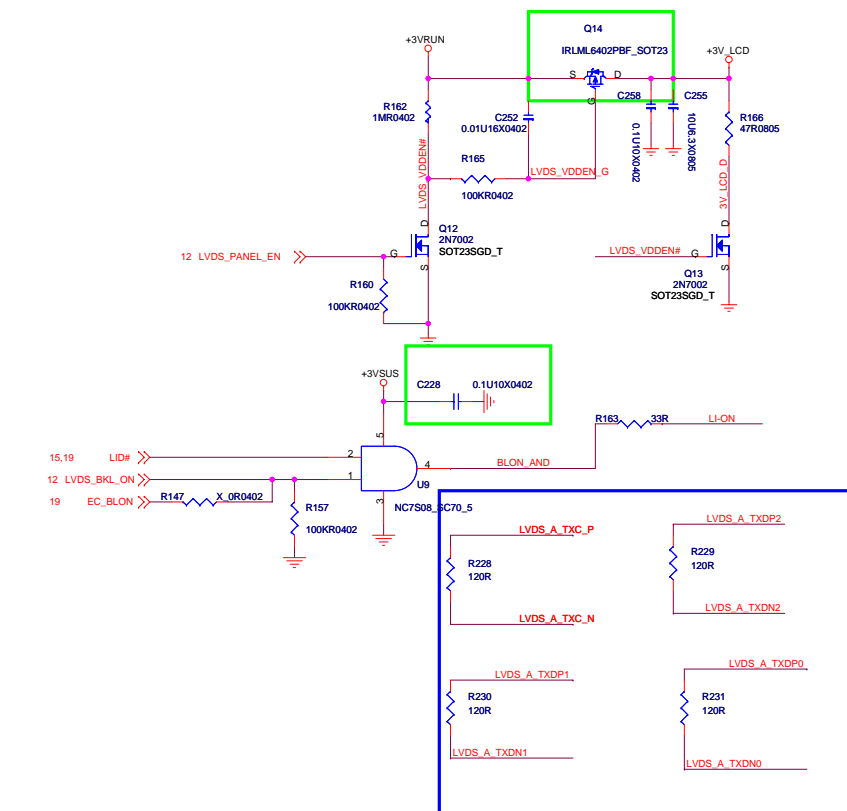 Q14
+3VRUN
IRLML6402PBF_SOT23
+3V_LCD
S
D
G
C258
C255
R162
1MR0402
C252
0.01U16X0402
0.1U10X0402
10U6.3X0805
R166
47R0805
LVDS_VDDEN#
R165
100KR0402
LVDS_VDDEN_G
3V_LCD_D
D
Q12
2N7002
SOT23SGD_T
G
S
12 LVDS_PANEL_EN
R160
100KR0402
LVDS_VDDEN#
D
G
S
Q13
2N7002
SOT23SGD_T
+3VSUS
C228
0.1U10X0402
R163
33R
LI-ON
5
15,19 LID#
2
4
BLON_AND
12 LVDS_BKL_ON
1
U9
19 EC_BLON
R147
X_0R0402
3
NC7S08_SC70_5
R157
100KR0402
LVDS_A_TXC_P
R228
120R
LVDS_A_TXC_N
LVDS_A_TXDP2
R229
120R
LVDS_A_TXDN2
LVDS_A_TXDP1
R230
120R
LVDS_A_TXDN1
LVDS_A_TXDP0
R231
120R
LVDS_A_TXDN0